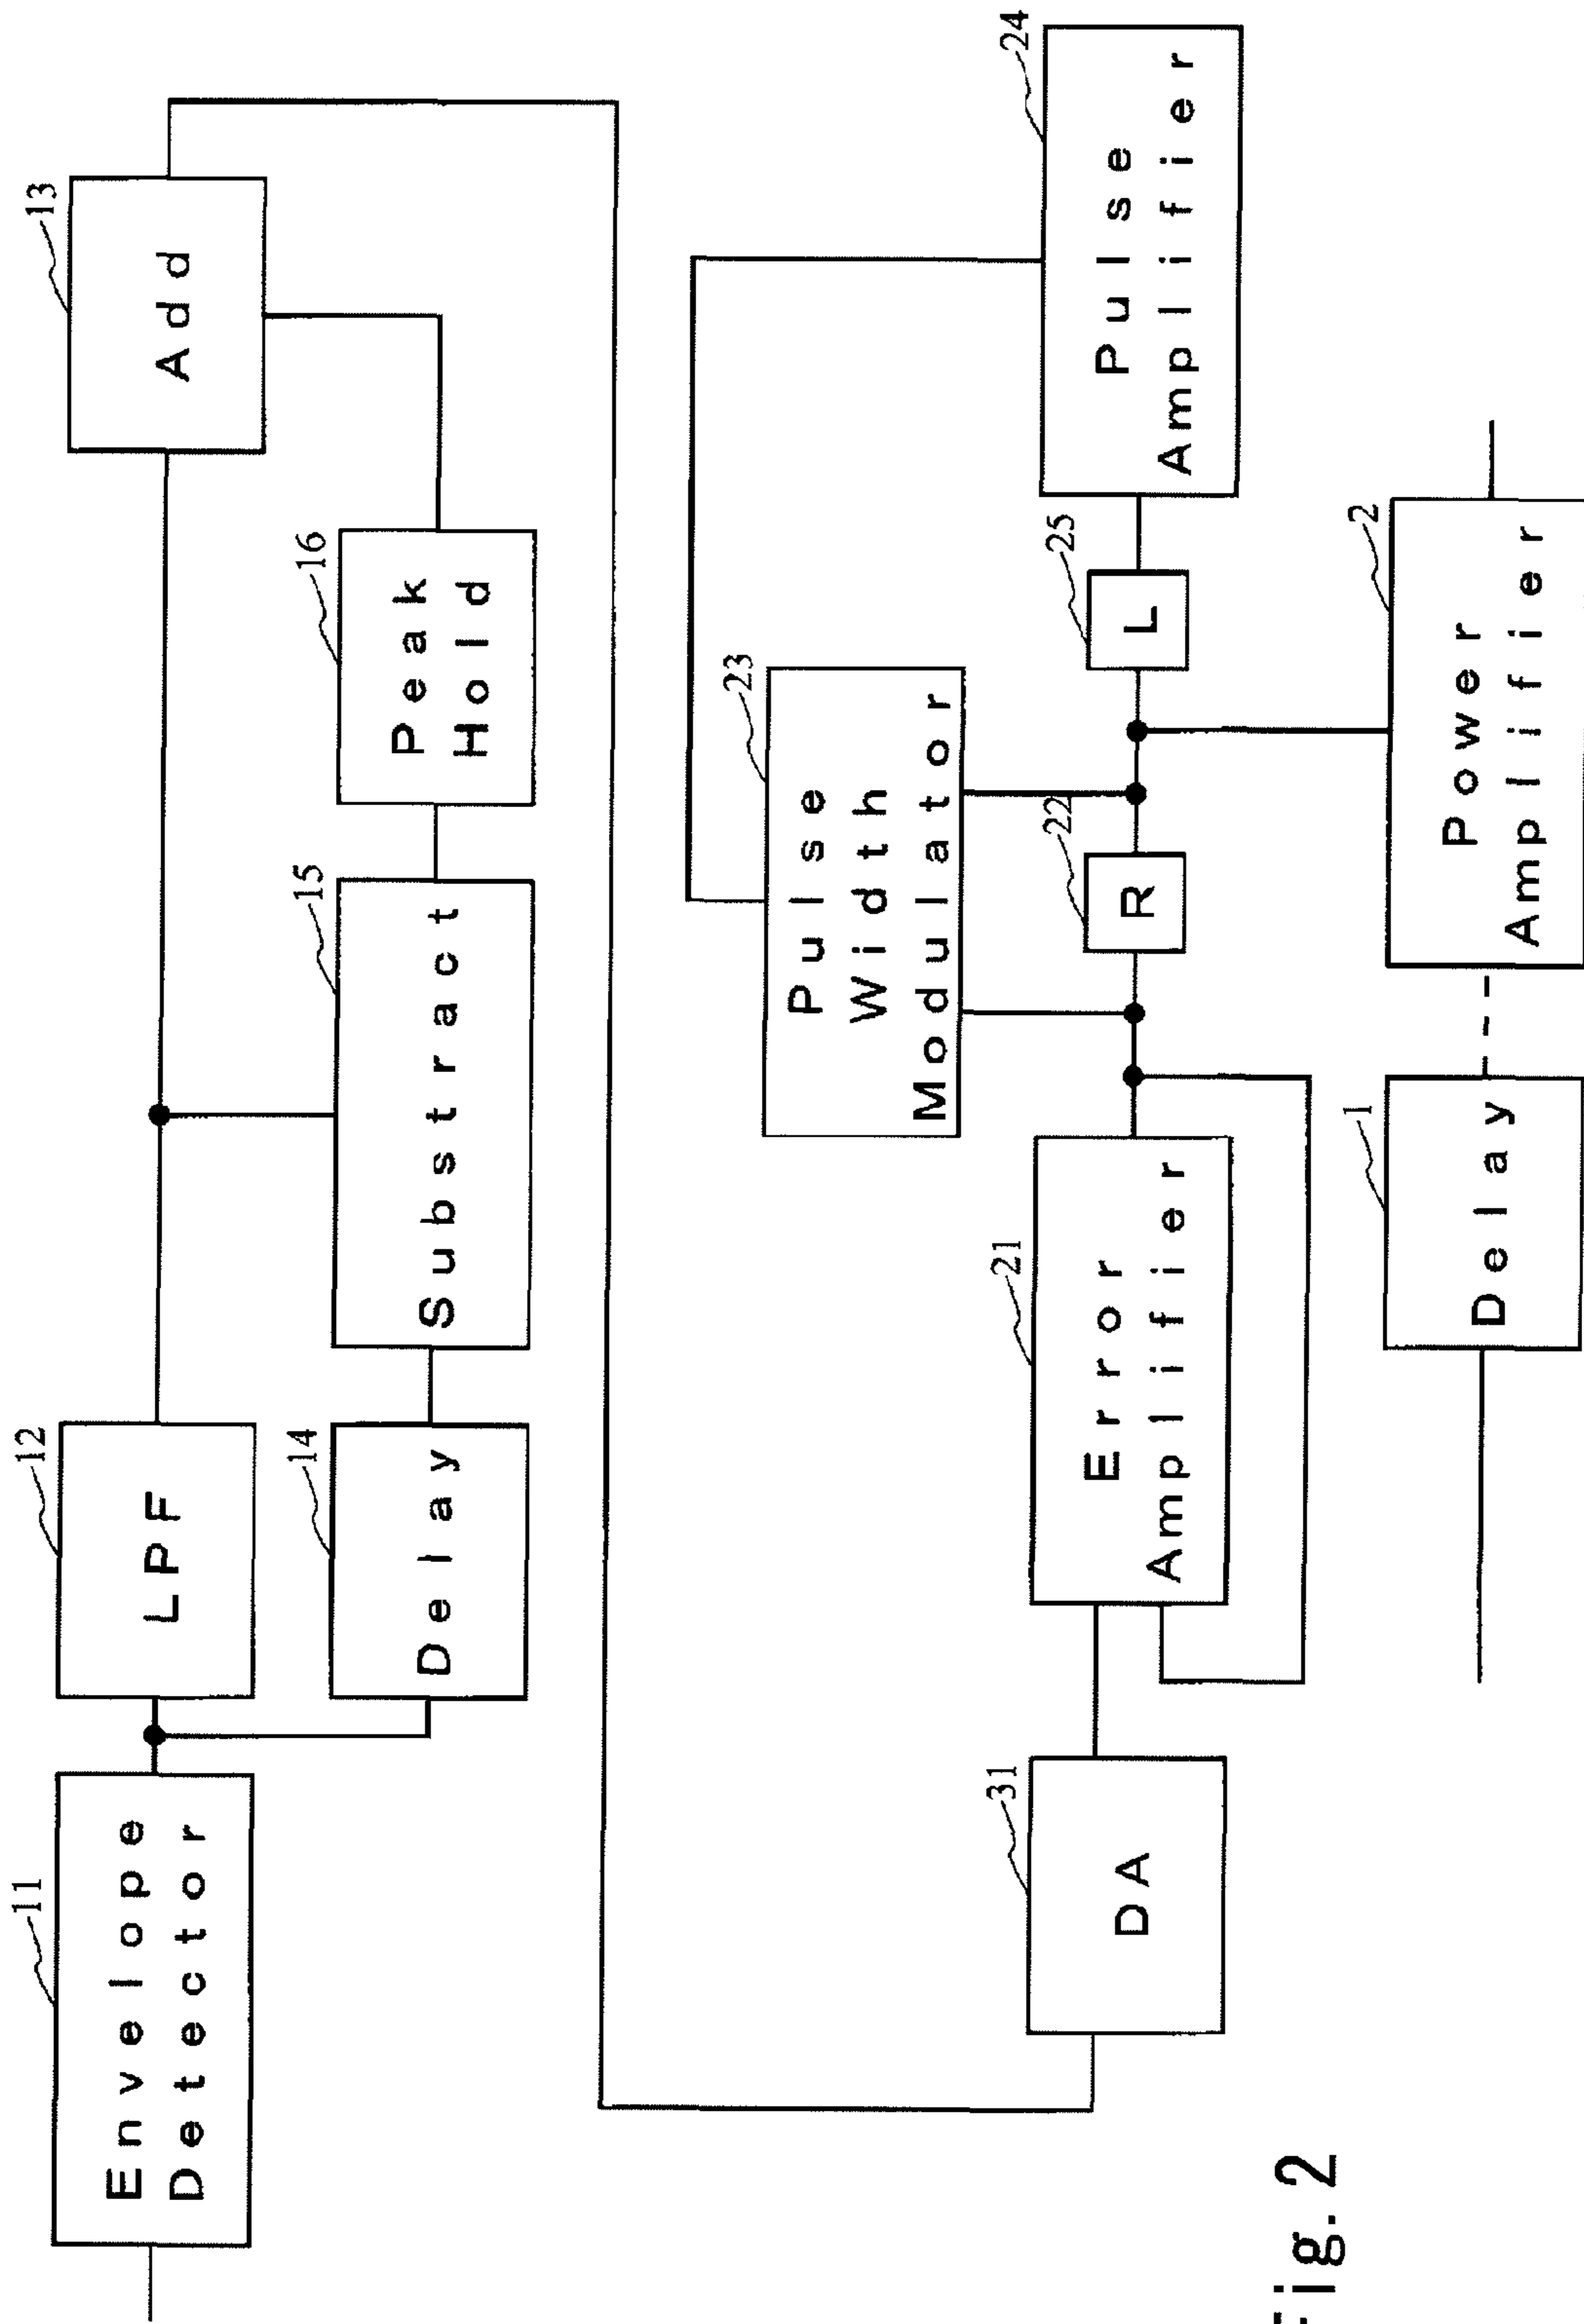 11
Envelope
Detector
12
LPF
13
Add
14
Delay
15
Substract
16
Peak
Hold
23
Pulse
Width
Modulator
31
DA
21
Error
Amplifier
22
R
25
L
24
Pulse
Amplifier
1
Delay
2
Power
Amplifier
Fig. 2